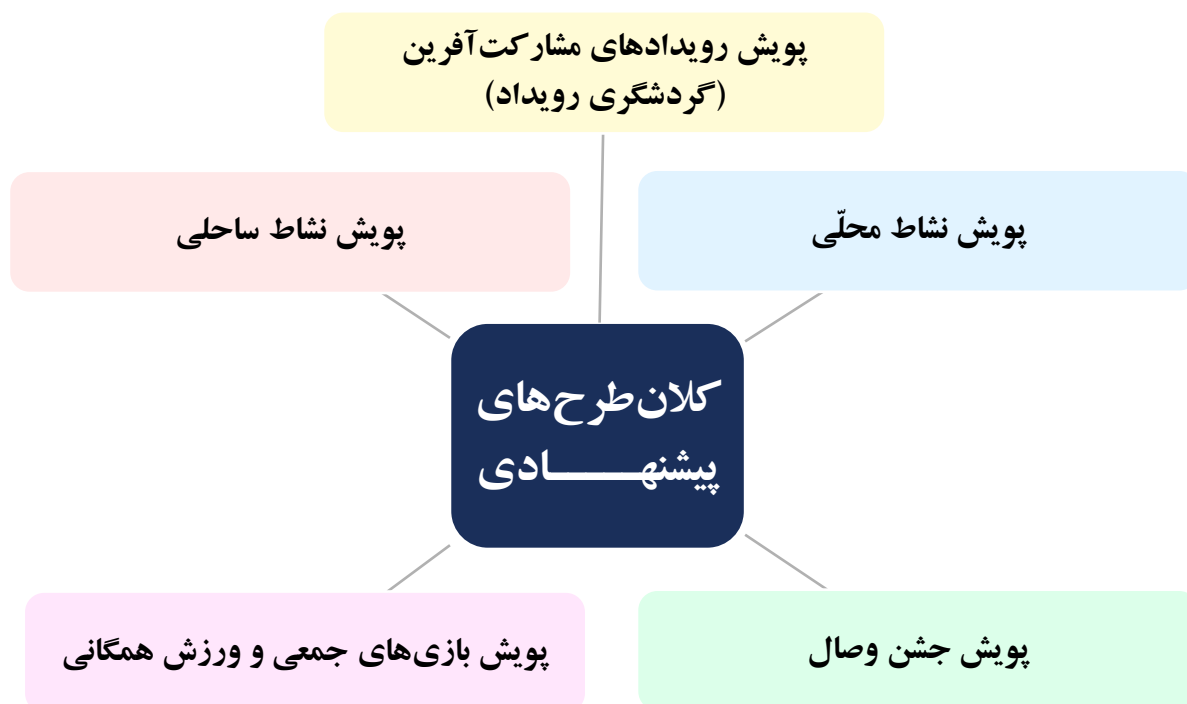 پویش رویدادهای مشارکت‌آفرین
(گردشگری رویداد)
پویش نشاط محلّی
پویش نشاط ساحلی
کلان‌طرح‌های
پیشنهــــــــادی
پویش جشن وصال
پویش بازی‌های جمعی و ورزش همگانی